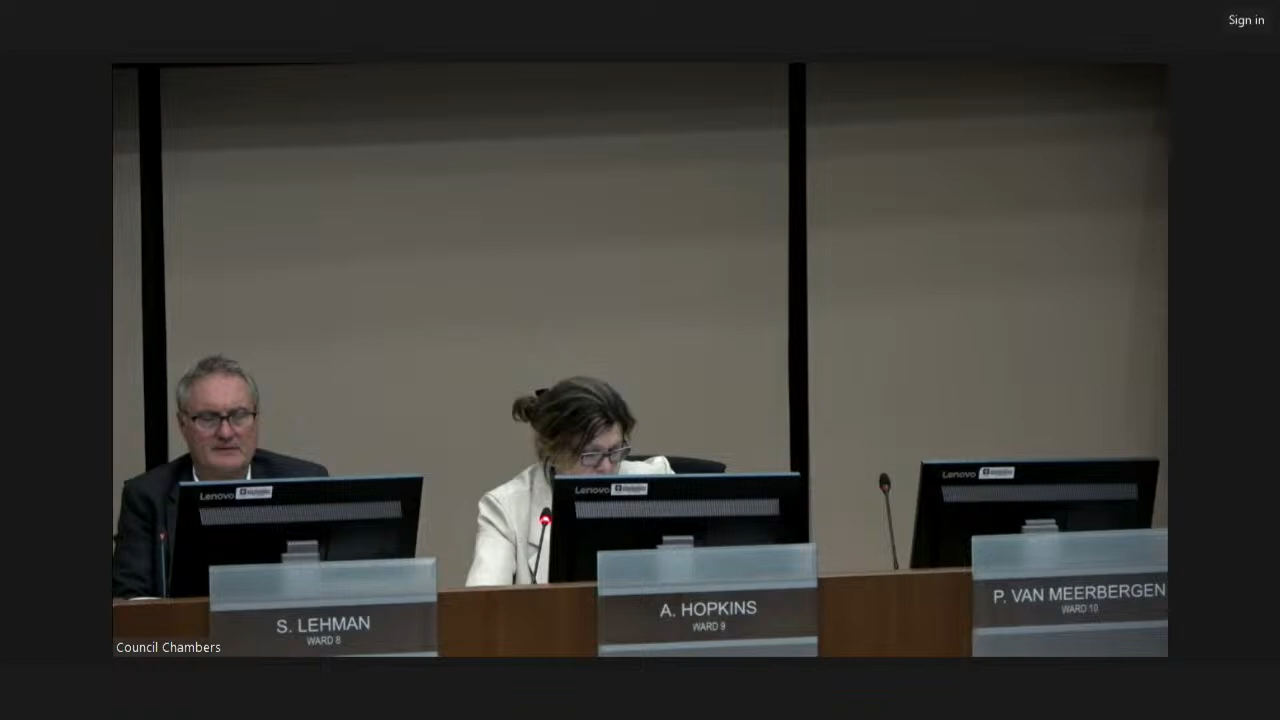 Sign in
Lenovo
Lenovo
Lenovo
S. LEHMAN
WARD 8
A. HOPKINS
WARD 9
P. VAN MEERBERGEN
WARD 10
Council Chambers